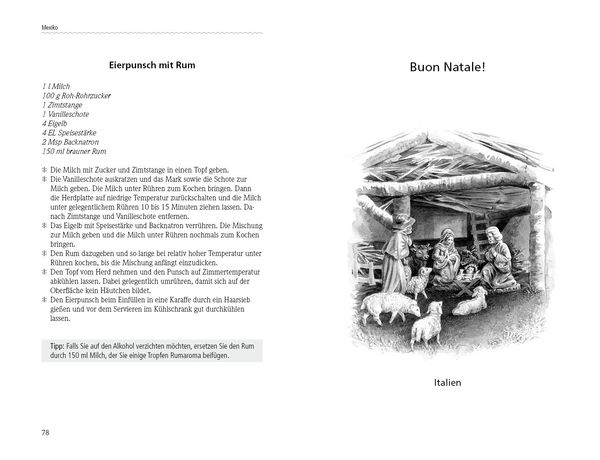 Mexiko
Eierpunsch mit Rum
1 l Milch
100 g Roh-Rohrzucker
1 Zimtstange
1 Vanilleschote
4 Eigelb
4 EL Speisestärke
2 Msp Backnatron
150 ml brauner Rum
❄ Die Milch mit Zucker und Zimtstange in einen Topf geben.
❄ Die Vanilleschote auskratzen und das Mark sowie die Schote zur
Milch geben. Die Milch unter Rühren zum Kochen bringen. Dann
die Herdplatte auf niedrige Temperatur zurückschalten und die Milch
unter gelegentlichem Rühren 10 bis 15 Minuten ziehen lassen. Da-
nach Zimtstange und Vanilleschote entfernen.
❄ Das Eigelb mit Speisestärke und Backnatron verrühren. Die Mischung
zur Milch geben und die Milch unter Rühren nochmals zum Kochen
bringen.
❄ Den Rum dazugeben und so lange bei relativ hoher Temperatur unter
Rühren kochen, bis die Mischung anfängt einzudicken.
❄ Den Topf vom Herd nehmen und den Punsch auf Zimmertemperatur
abkühlen lassen. Dabei gelegentlich umrühren, damit sich auf der
Oberfläche kein Häutchen bildet.
❄ Den Eierpunsch beim Einfüllen in eine Karaffe durch ein Haarsieb
gießen und vor dem Servieren im Kühlschrank gut durchkühlen
lassen.
Tipp: Falls Sie auf den Alkohol verzichten möchten, ersetzen Sie den Rum
durch 150 ml Milch, der Sie einige Tropfen Rumaroma beifügen.
78
Buon Natale!
Italien